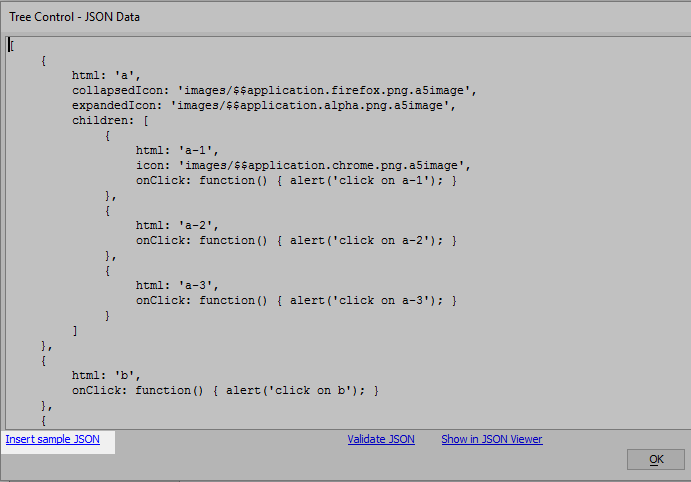 Tree Control - JSON Data
[
    {
        html: 'a',
        collapsedIcon: 'images/$$application.firefox.png.a5image',
        expandedIcon: 'images/$$application.alpha.png.a5image',
        children: [
            {
                html: 'a-1',
                icon: 'images/$$application.chrome.png.a5image',
                onClick: function() { alert('click on a-1'); }
            },
            {
                html: 'a-2',
                onClick: function() { alert('click on a-2'); }
            },
            {
                html: 'a-3',
                onClick: function() { alert('click on a-3'); }
            }
        ]
    },
    {
        html: 'b',
        onClick: function() { alert('click on b'); }
    },
    {
Insert sample JSON Validate JSON Show in JSON Viewer
OK